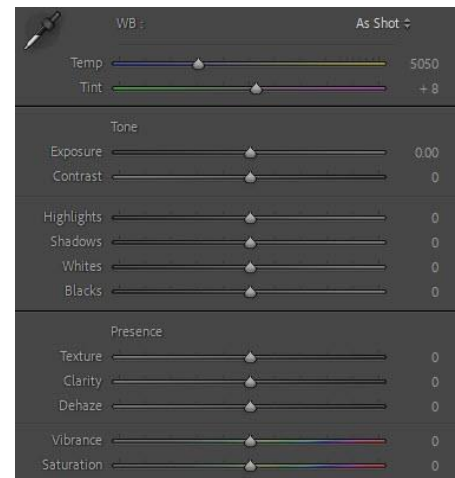 WB : As Shot
Temp 5050
Tint + 8
Tone
Exposure 0.00
Contrast 0
Highlights 0
Shadows 0
Whites 0
Blacks 0
Presence
Texture 0
Clarity 0
Dehaze 0
Vibrance 0
Saturation 0